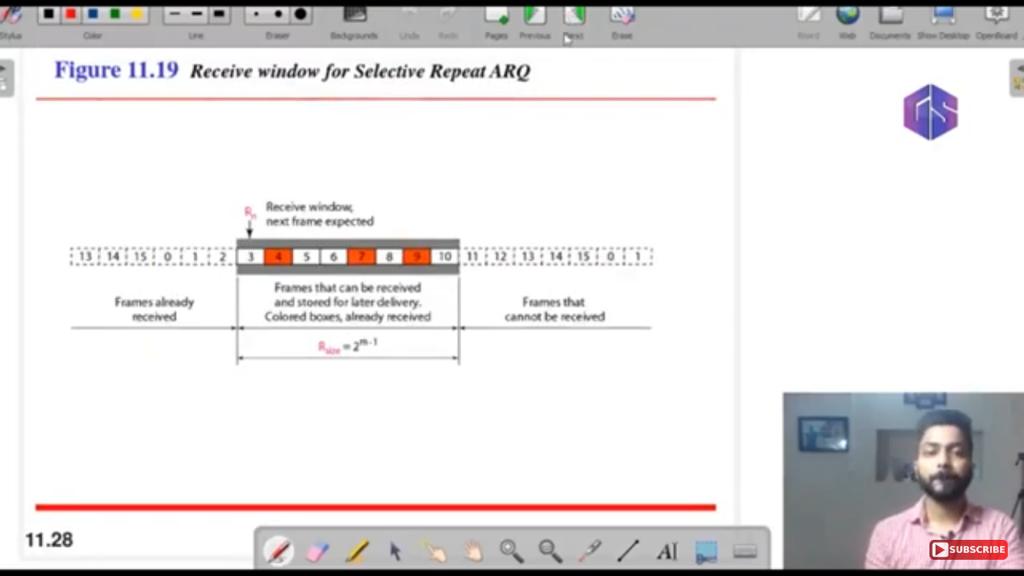 Stylus Color Line Eraser Backgrounds Undo Redo Pages Previous Next Erase Board Web Documents Show Desktop OpenBoard
Figure 11.19 Receive window for Selective Repeat ARQ
GS
Rn
Receive window,
next frame expected
13 14 15 0 1 2 3 4 5 6 7 8 9 10 11 12 13 14 15 0 1
Frames already
received
Frames that can be received
and stored for later delivery.
Colored boxes, already received
Frames that
cannot be received
Rsize = 2^m-1
11.28
AI
SUBSCRIBE